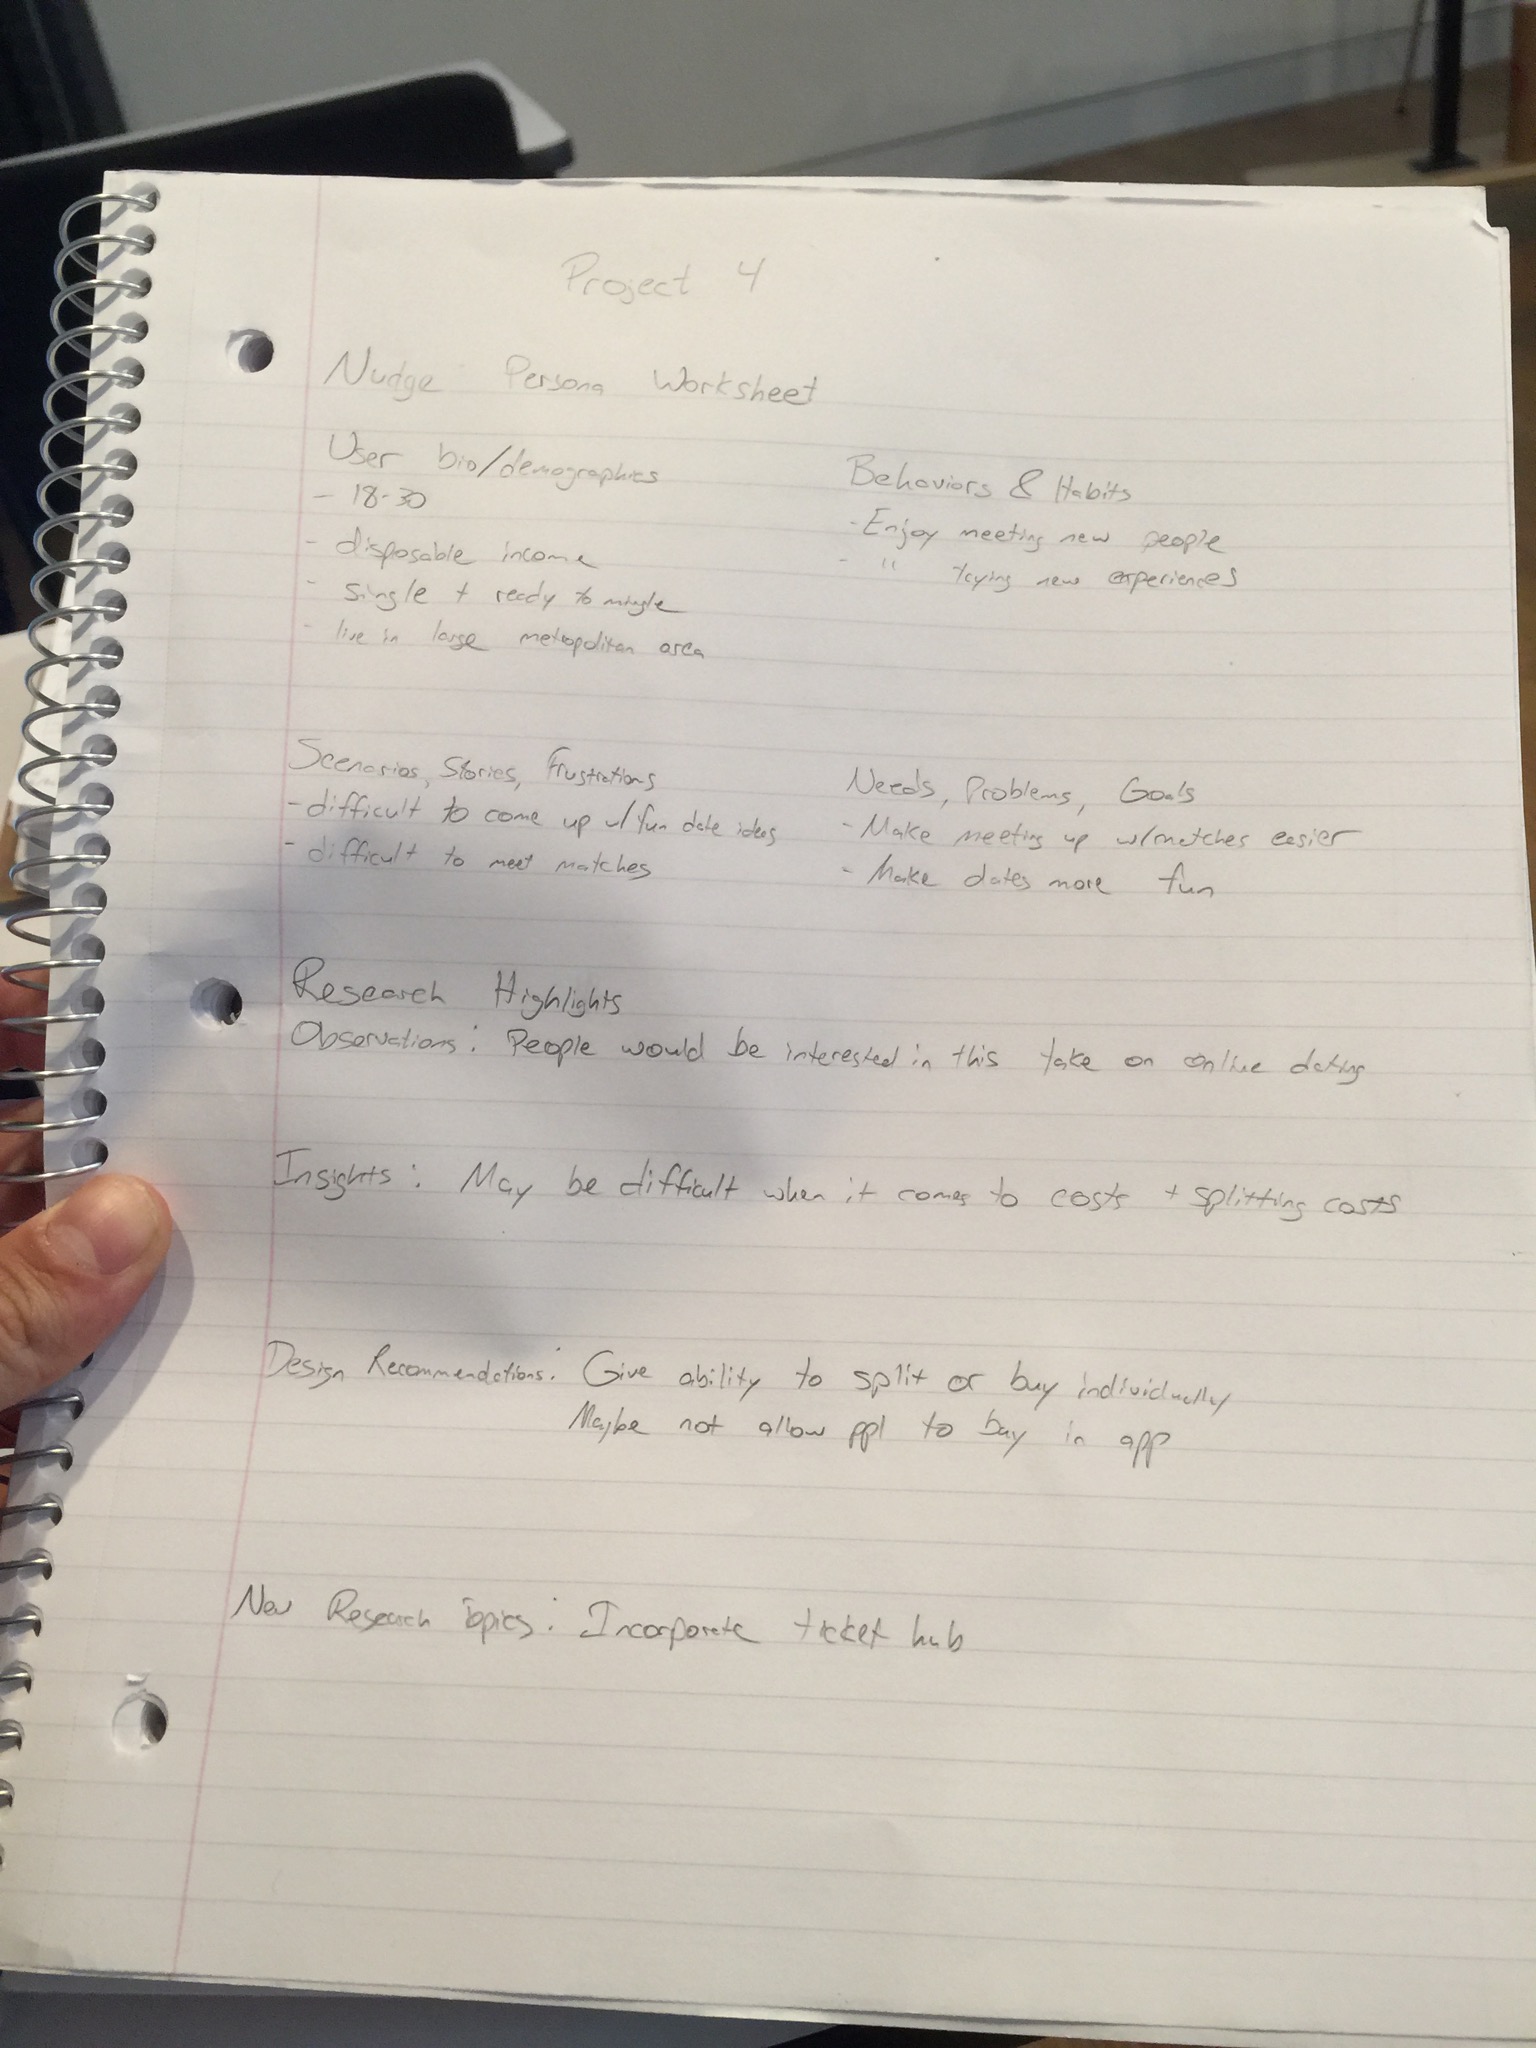 Project 4
Nudge Persona Worksheet
User bio/demographics
- 18-30
- disposable income
- single + ready to mingle
- live in large metropolitan area
Behaviors & Habits
- Enjoy meeting new people
- " trying new experiences
Scenarios, Stories, Frustrations
- difficult to come up w/ fun date ideas
- difficult to meet matches
Needs, Problems, Goals
- Make meeting up w/matches easier
- Make dates more fun
Research Highlights
Observations: People would be interested in this take on online dating
Insights: May be difficult when it comes to costs + splitting costs
Design Recommendations: Give ability to split or buy individually
Maybe not allow ppl to buy in app
New Research Topics: Incorporate ticket hub